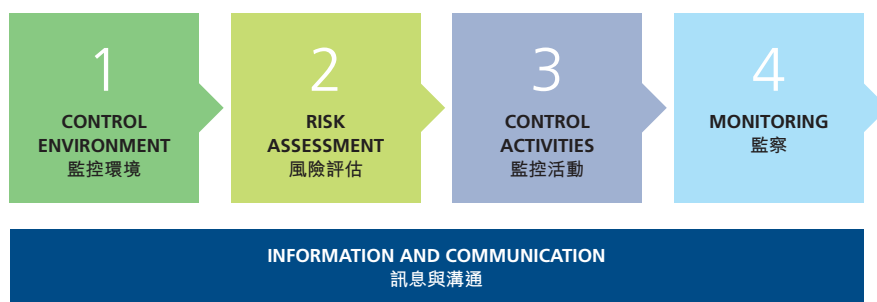 1
CONTROL
ENVIRONMENT
監控環境
2
RISK
ASSESSMENT
風險評估
3
CONTROL
ACTIVITIES
監控活動
4
MONITORING
監察
INFORMATION AND COMMUNICATION
訊息與溝通